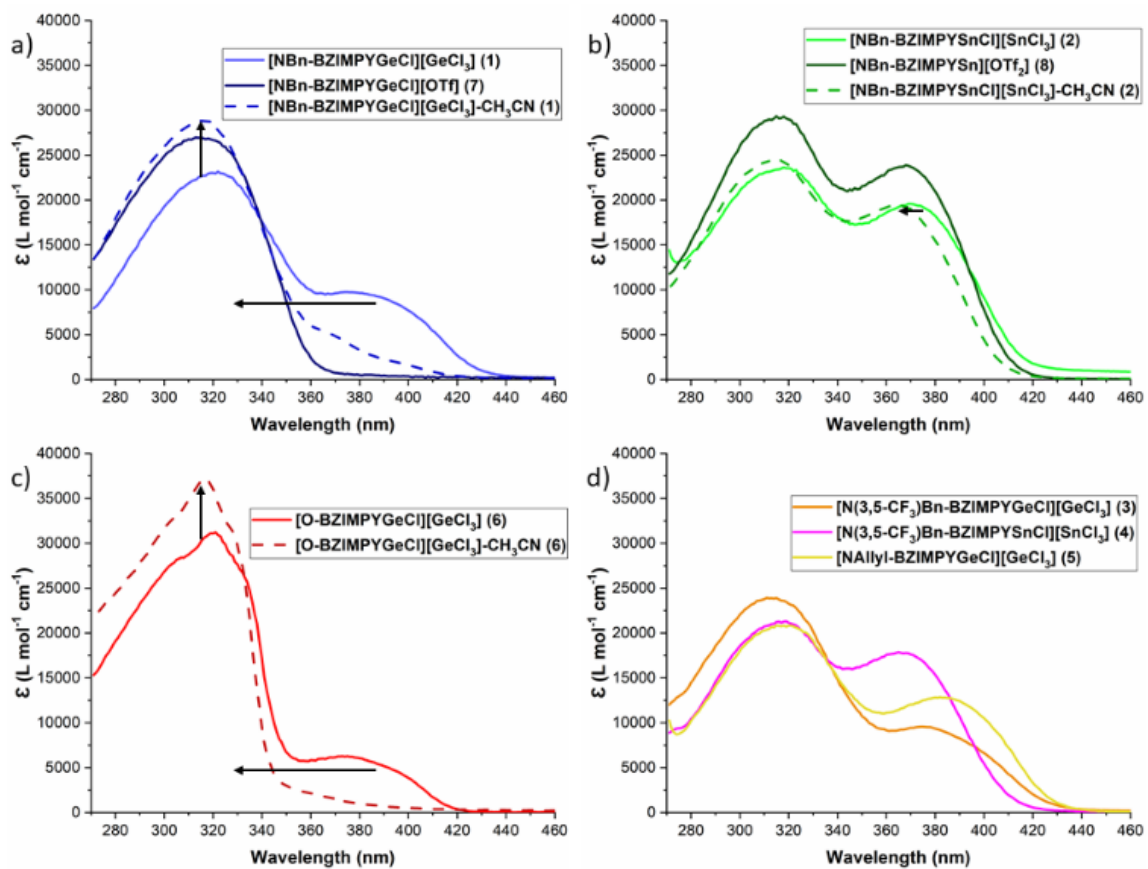 a)
[NBn-BZIMPYGeCl][GeCl₃] (1)
[NBn-BZIMPYGeCl][OTf] (7)
[NBn-BZIMPYGeCl][GeCl₃]-CH₃CN (1)
40000
35000
30000
25000
20000
15000
10000
5000
0
Ɛ (L mol⁻¹ cm⁻¹)
280 300 320 340 360 380 400 420 440 460
Wavelength (nm)
b)
[NBn-BZIMPYSnCl][SnCl₃] (2)
[NBn-BZIMPYSn][OTf₂] (8)
[NBn-BZIMPYSnCl][SnCl₃]-CH₃CN (2)
40000
35000
30000
25000
20000
15000
10000
5000
0
Ɛ (L mol⁻¹ cm⁻¹)
280 300 320 340 360 380 400 420 440 460
Wavelength (nm)
c)
[O-BZIMPYGeCl][GeCl₃] (6)
[O-BZIMPYGeCl][GeCl₃]-CH₃CN (6)
40000
35000
30000
25000
20000
15000
10000
5000
0
Ɛ (L mol⁻¹ cm⁻¹)
280 300 320 340 360 380 400 420 440 460
Wavelength (nm)
d)
[N(3,5-CF₃)Bn-BZIMPYGeCl][GeCl₃] (3)
[N(3,5-CF₃)Bn-BZIMPYSnCl][SnCl₃] (4)
[NAllyl-BZIMPYGeCl][GeCl₃] (5)
40000
35000
30000
25000
20000
15000
10000
5000
0
Ɛ (L mol⁻¹ cm⁻¹)
280 300 320 340 360 380 400 420 440 460
Wavelength (nm)